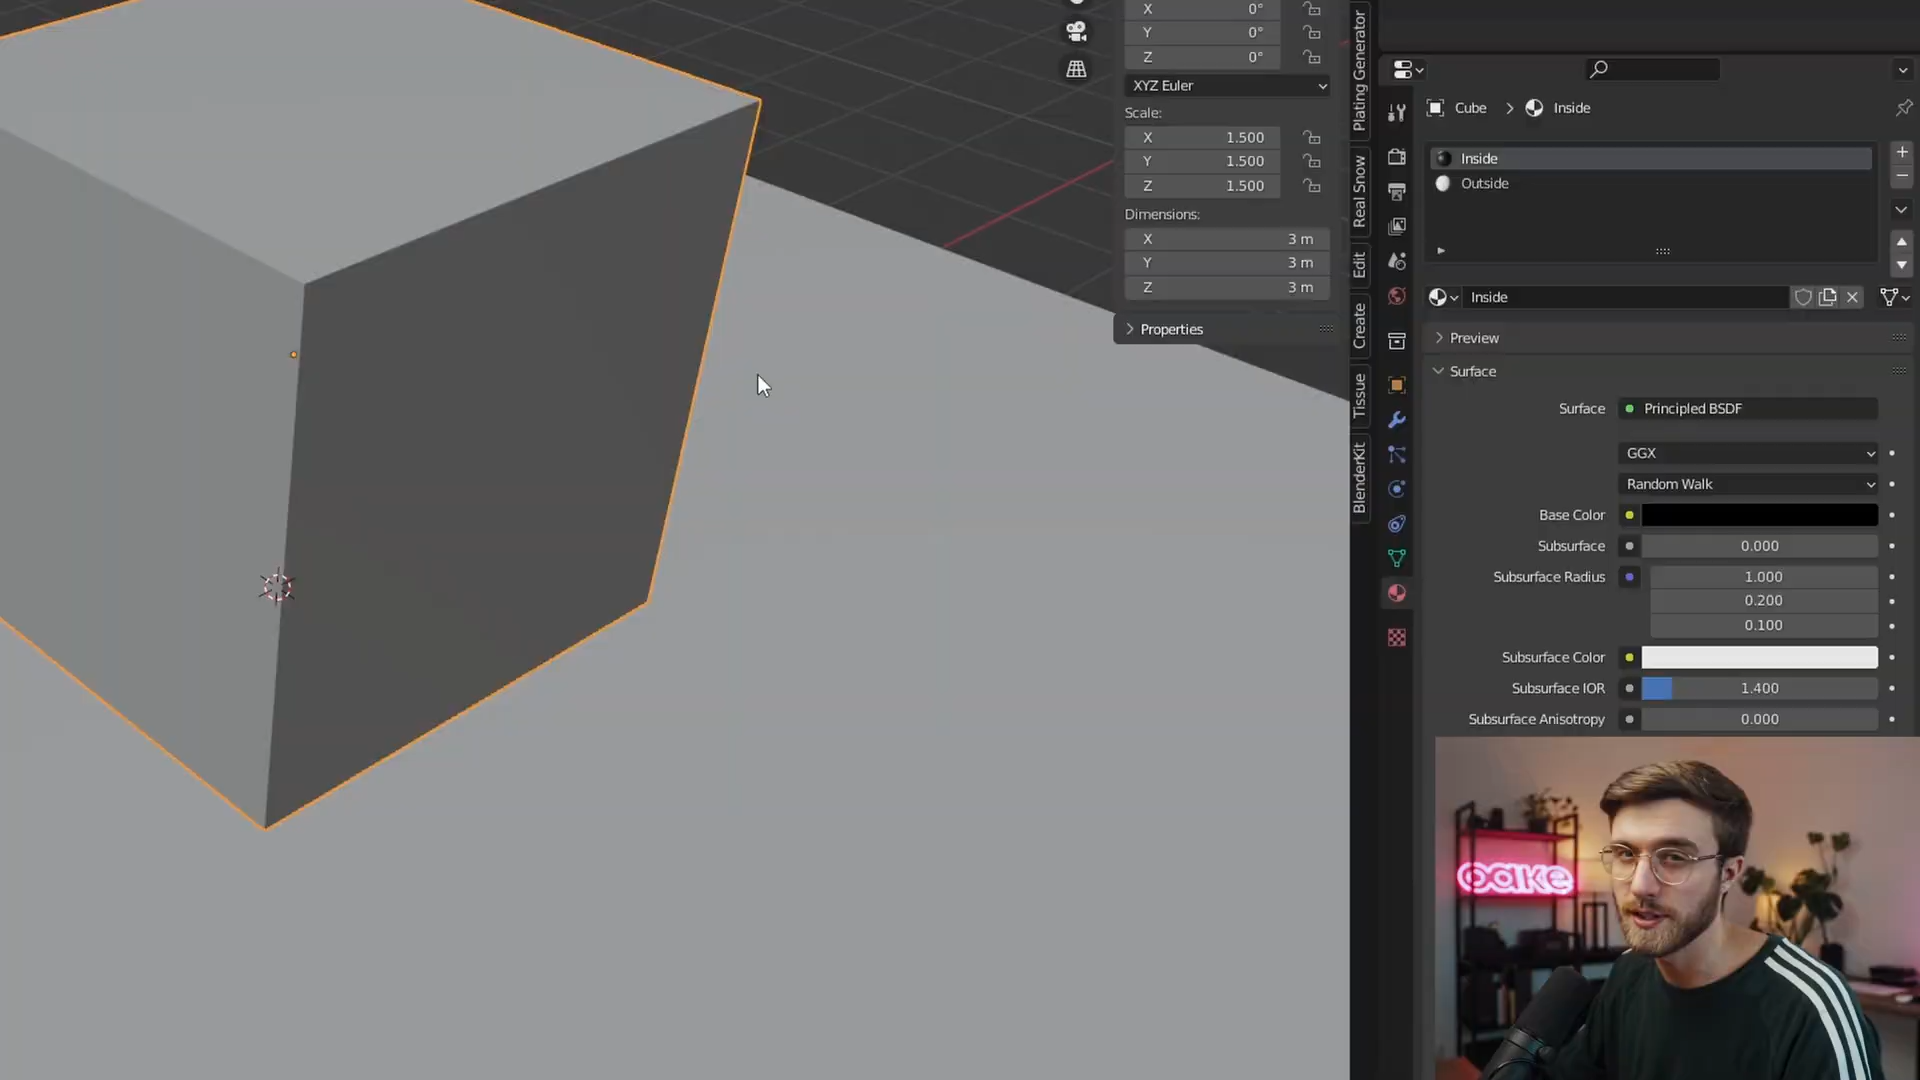 X 0°
Y 0°
Z 0°
XYZ Euler
Scale:
X 1.500
Y 1.500
Z 1.500
Dimensions:
X 3 m
Y 3 m
Z 3 m
Properties
Plating Generator
Real Snow
Edit
Create
Tissue
BlenderKit
Cube > Inside
Inside
Outside
Inside
Preview
Surface
Surface Principled BSDF
GGX
Random Walk
Base Color
Subsurface 0.000
Subsurface Radius 1.000
0.200
0.100
Subsurface Color
Subsurface IOR 1.400
Subsurface Anisotropy 0.000
oake